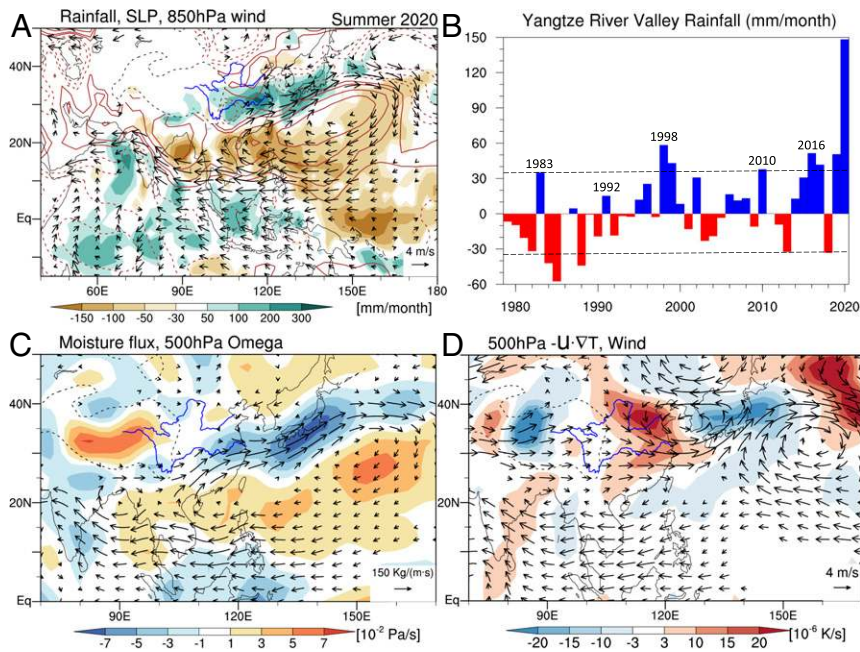 A
Rainfall, SLP, 850hPa wind
Summer 2020
40N
20N
Eq
4 m/s
60E 90E 120E 150E 180
-150 -100 -50 -30 30 50 100 300
[mm/month]
B
Yangtze River Valley Rainfall (mm/month)
150
120
90
60
30
0
-30
-60
1983
1992
1998
2010
2016
1980 1990 2000 2010 2020
C
Moisture flux, 500hPa Omega
40N
20N
Eq
150 Kg/(m·s)
90E 120E 150E
-7 -5 -3 -1 1 3 5 7
[10-2 Pa/s]
D
500hPa -U·∇T, Wind
40N
20N
Eq
4 m/s
90E 120E 150E
-20 -15 -10 -3 3 10 15 20
[10-6 K/s]